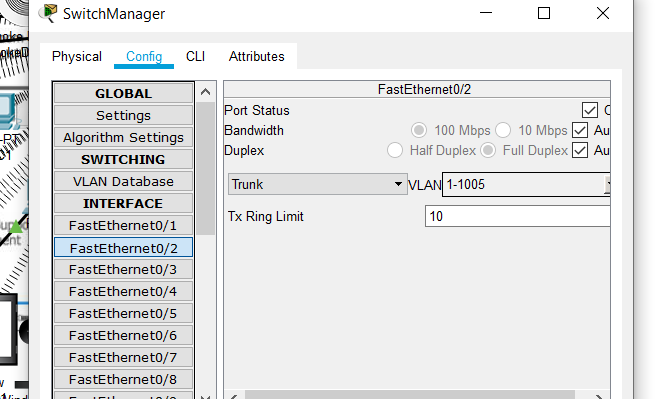 SwitchManager
Physical Config CLI Attributes
GLOBAL
Settings
Algorithm Settings
SWITCHING
VLAN Database
INTERFACE
FastEthernet0/1
FastEthernet0/2
FastEthernet0/3
FastEthernet0/4
FastEthernet0/5
FastEthernet0/6
FastEthernet0/7
FastEthernet0/8
FastEthernet0/2
Port Status
Bandwidth 100 Mbps 10 Mbps Au
Duplex Half Duplex Full Duplex Au
Trunk VLAN 1-1005
Tx Ring Limit 10